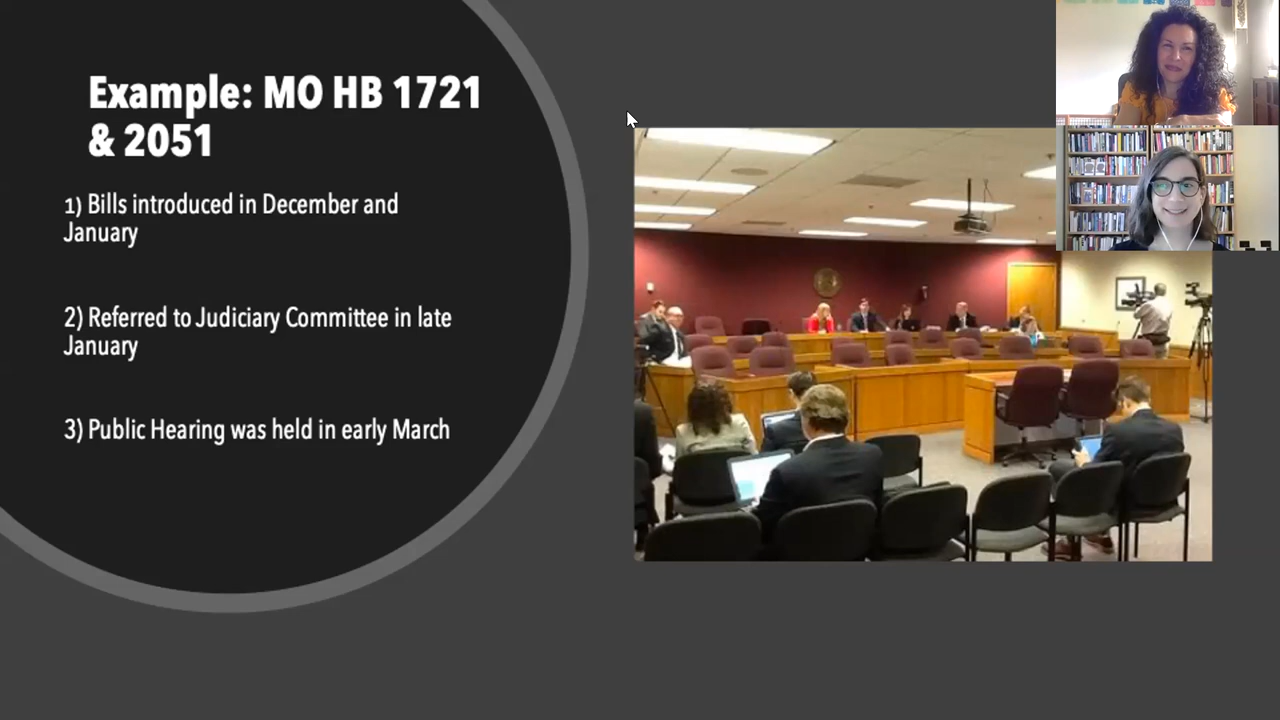 Example: MO HB 1721
& 2051
1) Bills introduced in December and
January
2) Referred to Judiciary Committee in late
January
3) Public Hearing was held in early March